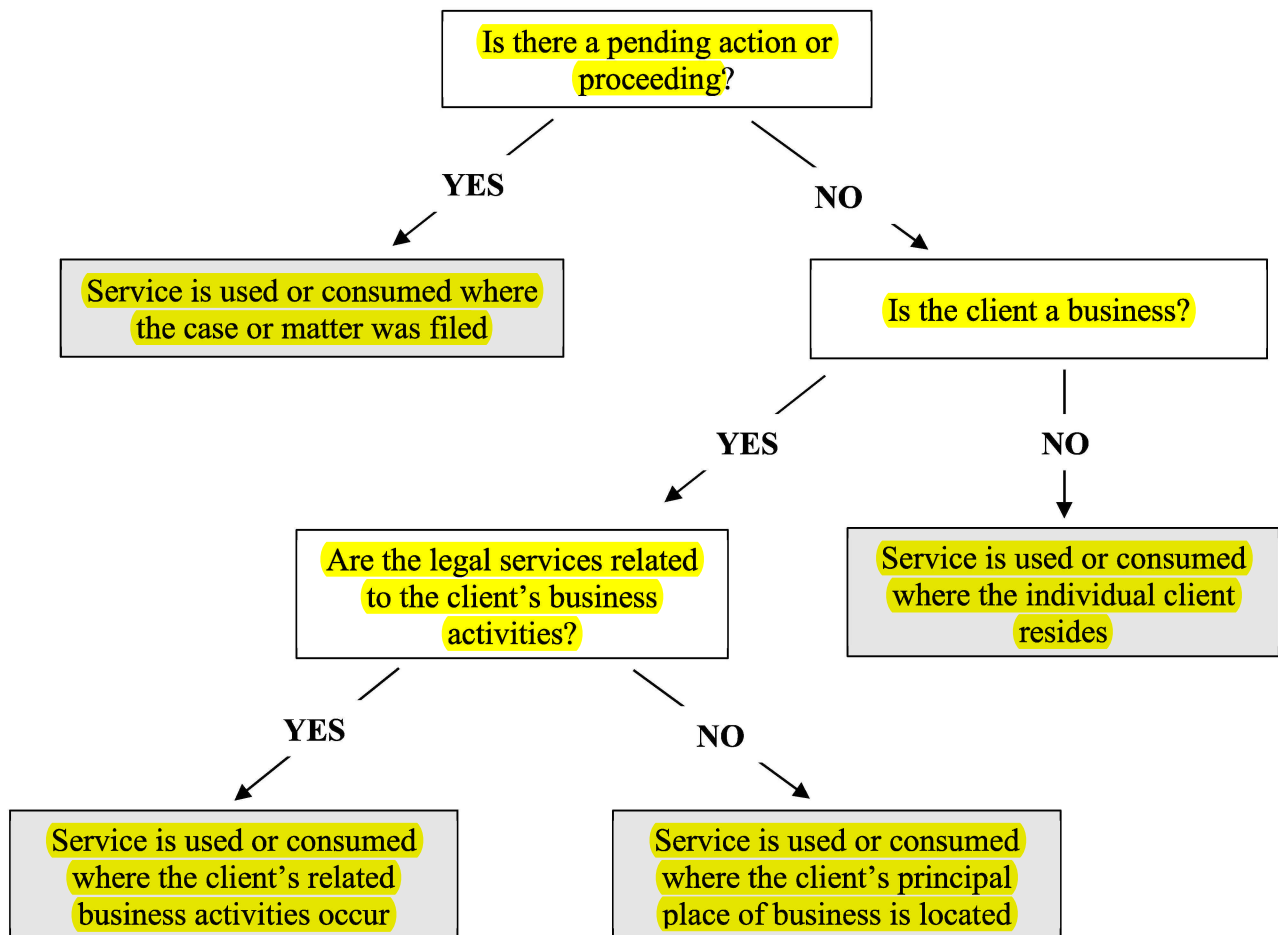 Is there a pending action or
proceeding?
YES
NO
Service is used or consumed where
the case or matter was filed
Is the client a business?
YES
NO
Are the legal services related
to the client’s business
activities?
Service is used or consumed
where the individual client
resides
YES
NO
Service is used or consumed
where the client’s related
business activities occur
Service is used or consumed
where the client’s principal
place of business is located